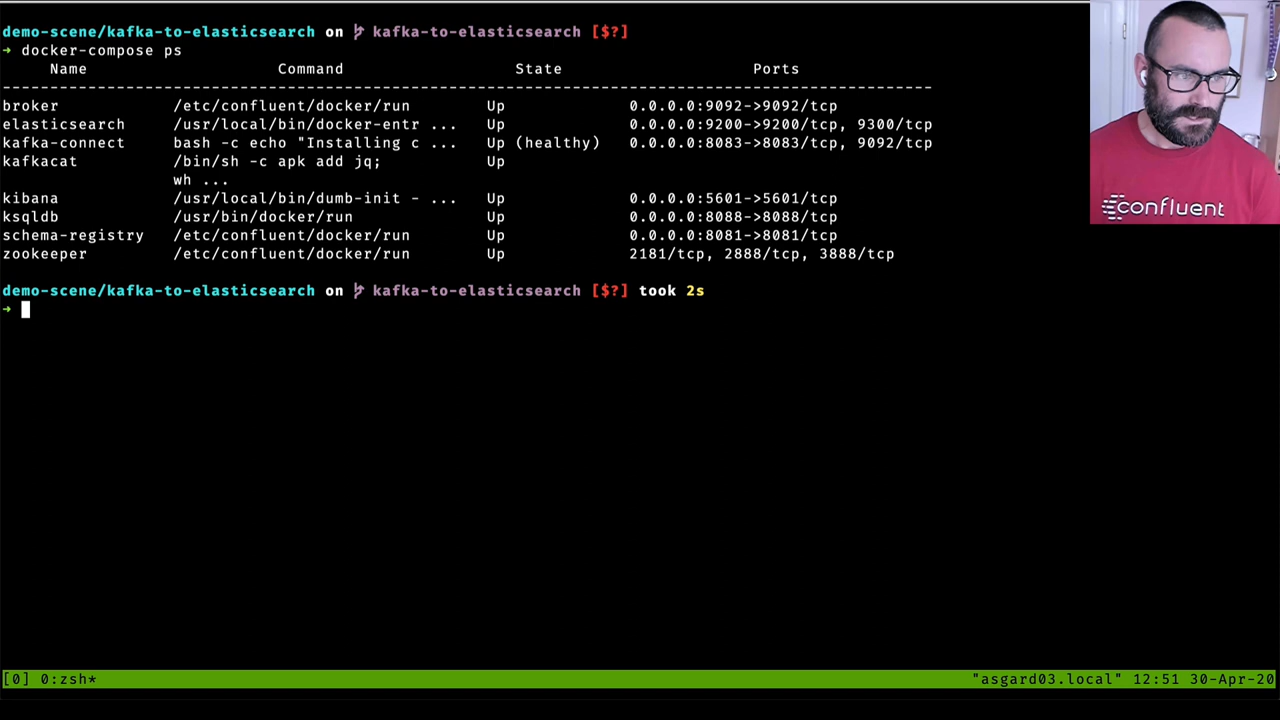 demo-scene/kafka-to-elasticsearch on kafka-to-elasticsearch [$?]
→ docker-compose ps
Name Command State Ports
--------------------------------------------------------------------------------------------------
broker /etc/confluent/docker/run Up 0.0.0.0:9092->9092/tcp
elasticsearch /usr/local/bin/docker-entr ... Up 0.0.0.0:9200->9200/tcp, 9300/tcp
kafka-connect bash -c echo "Installing c ... Up (healthy) 0.0.0.0:8083->8083/tcp, 9092/tcp
kafkacat /bin/sh -c apk add jq; Up
wh ...
kibana /usr/local/bin/dumb-init - ... Up 0.0.0.0:5601->5601/tcp
ksqldb /usr/bin/docker/run Up 0.0.0.0:8088->8088/tcp
schema-registry /etc/confluent/docker/run Up 0.0.0.0:8081->8081/tcp
zookeeper /etc/confluent/docker/run Up 2181/tcp, 2888/tcp, 3888/tcp
demo-scene/kafka-to-elasticsearch on kafka-to-elasticsearch [$?] took 2s
→
confluent
[0] 0:zsh* "asgard03.local" 12:51 30-Apr-20